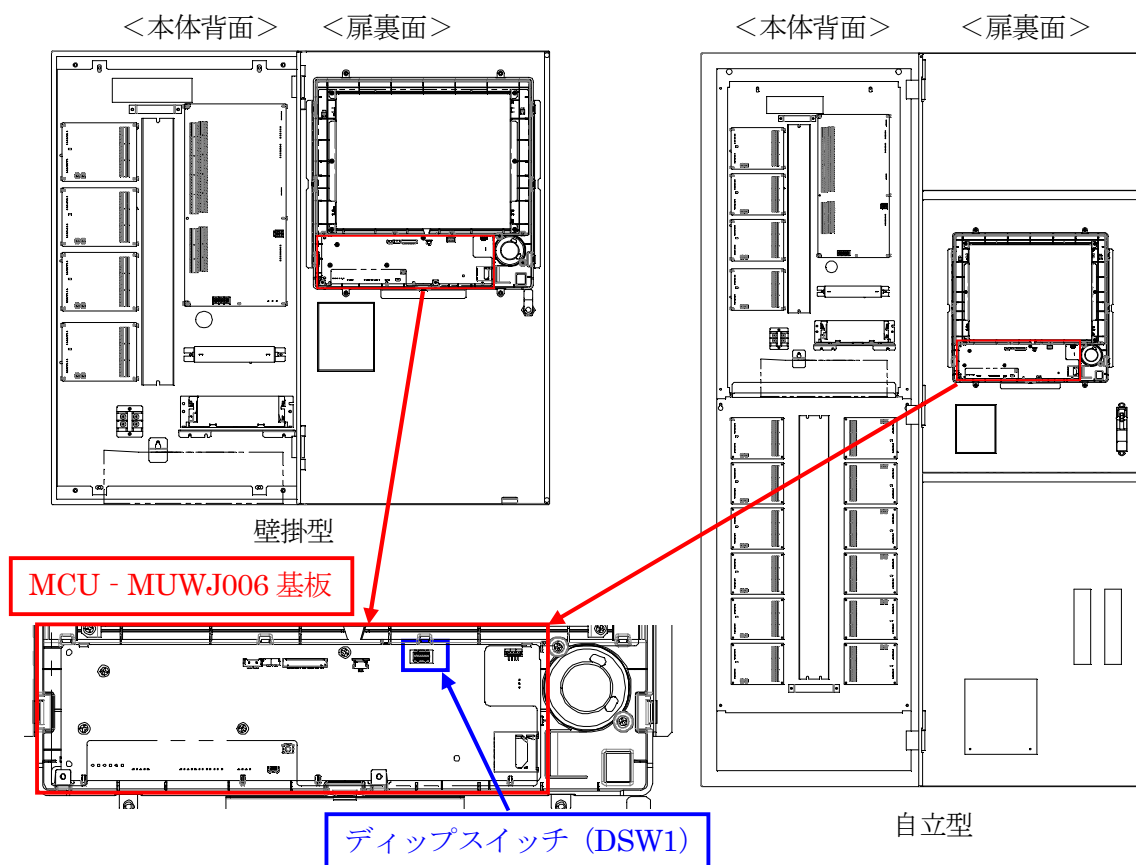 ＜本体背面＞ ＜扉裏面＞
＜本体背面＞ ＜扉裏面＞
壁掛型
MCU - MUWJ006 基板
ディップスイッチ (DSW1)
自立型